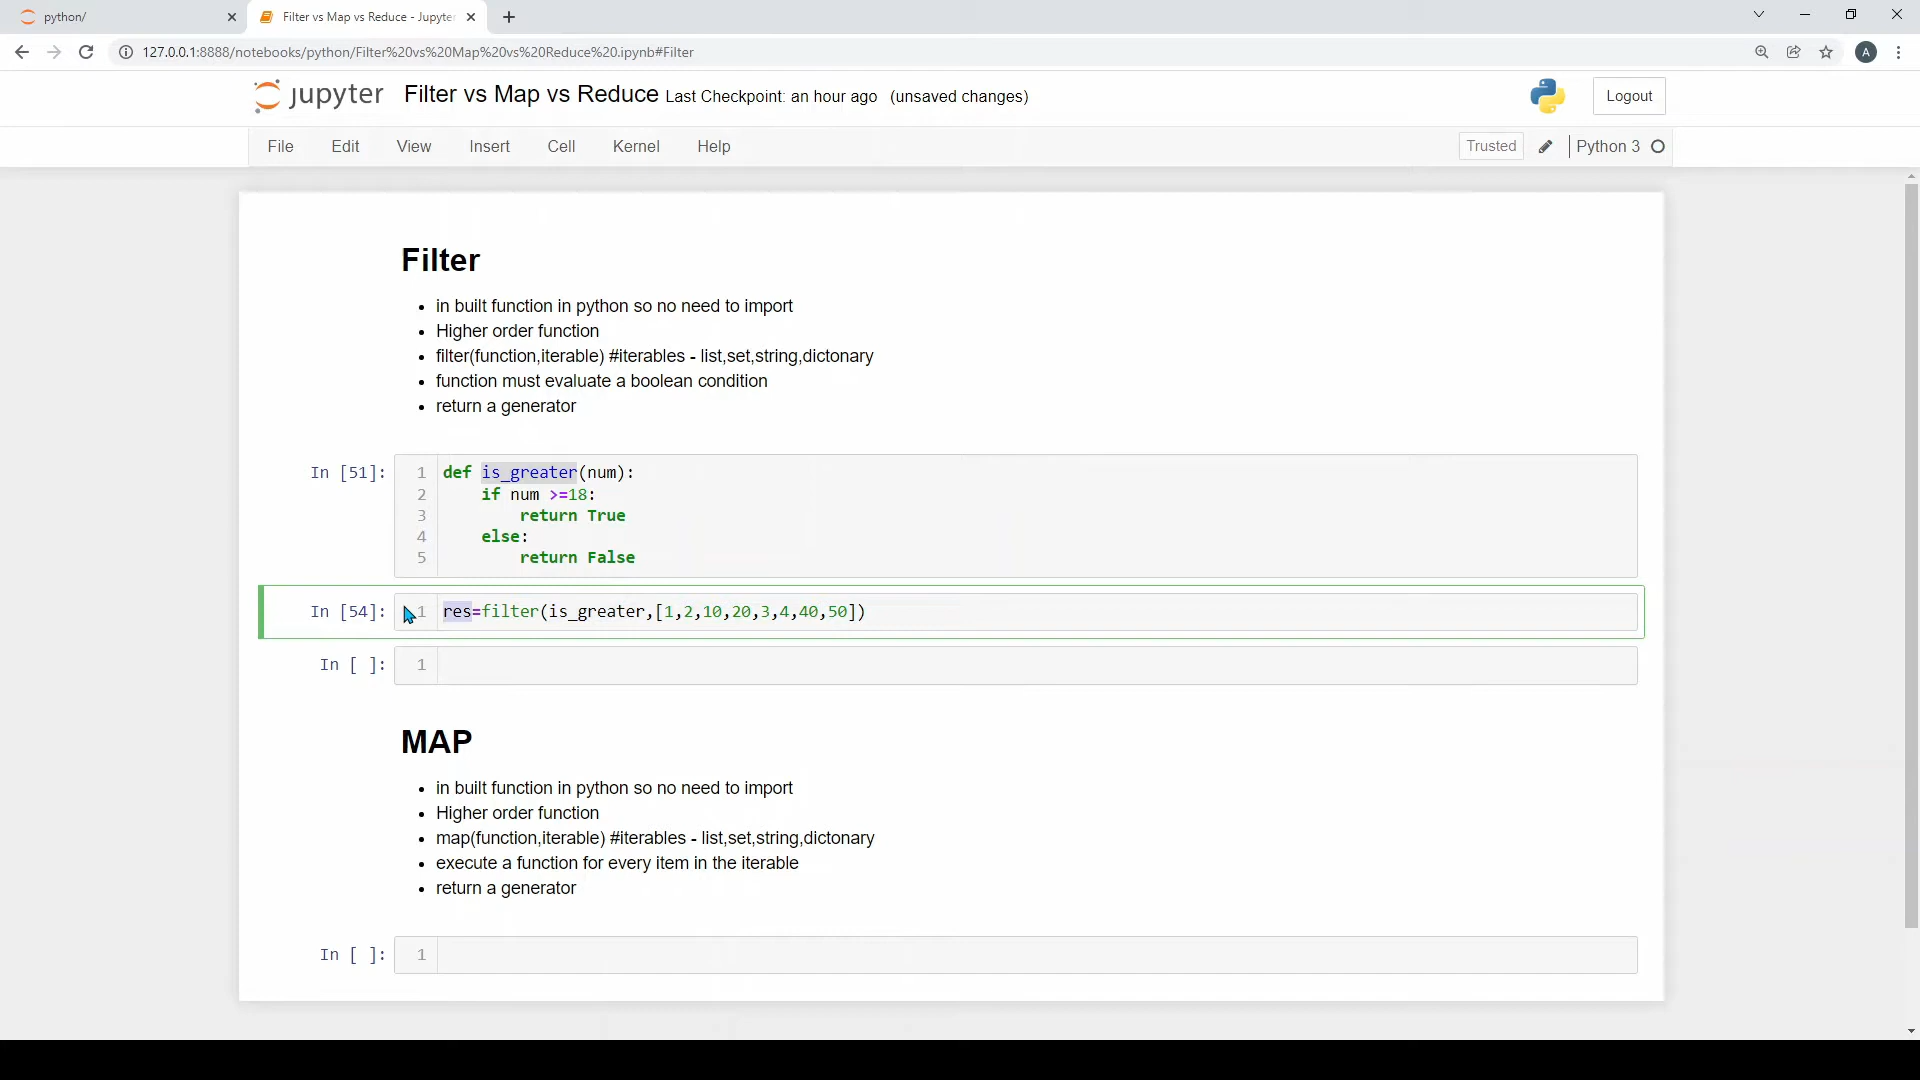 python/
Filter vs Map vs Reduce - Jupyter
127.0.0.1:8888/notebooks/python/Filter%20vs%20Map%20vs%20Reduce%20.ipynb#Filter
A
jupyter Filter vs Map vs Reduce Last Checkpoint: an hour ago (unsaved changes)
Logout
File Edit View Insert Cell Kernel Help
Trusted Python 3
Filter
• in built function in python so no need to import
• Higher order function
• filter(function,iterable) #iterables - list,set,string,dictonary
• function must evaluate a boolean condition
• return a generator
In [51]: 1 def is_greater(num):
2 if num >=18:
3 return True
4 else:
5 return False
In [54]: 1 res=filter(is_greater,[1,2,10,20,3,4,40,50])
In [ ]: 1
MAP
• in built function in python so no need to import
• Higher order function
• map(function,iterable) #iterables - list,set,string,dictonary
• execute a function for every item in the iterable
• return a generator
In [ ]: 1